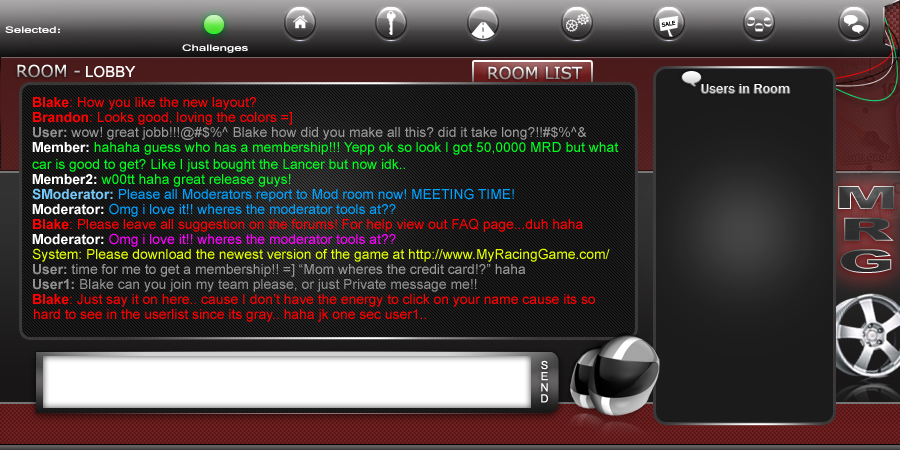 Selected:
Challenges
SALE
ROOM - LOBBY
ROOM LIST
Users in Room
Blake: How you like the new layout?
Brandon: Looks good, loving the colors =]
User: wow! great jobb!!!@#$%^ Blake how did you make all this? did it take long?!!#$%^&
Member: hahaha guess who has a membership!!! Yepp ok so look I got 50,0000 MRD but what
car is good to get? Like I just bought the Lancer but now idk..
Member2: w00tt haha great release guys!
SModerator: Please all Moderators report to Mod room now! MEETING TIME!
Moderator: Omg i love it!! wheres the moderator tools at??
Blake: Please leave all suggestion on the forums! For help view out FAQ page...duh haha
Moderator: Omg i love it!! wheres the moderator tools at??
System: Please download the newest version of the game at http://www.MyRacingGame.com/
User: time for me to get a membership!! =] “Mom wheres the credit card!?” haha
User1: Blake can you join my team please, or just Private message me!!
Blake: Just say it on here.. cause I don't have the energy to click on your name cause its so
hard to see in the userlist since its gray.. haha jk one sec user1..
SEND
M
R
G